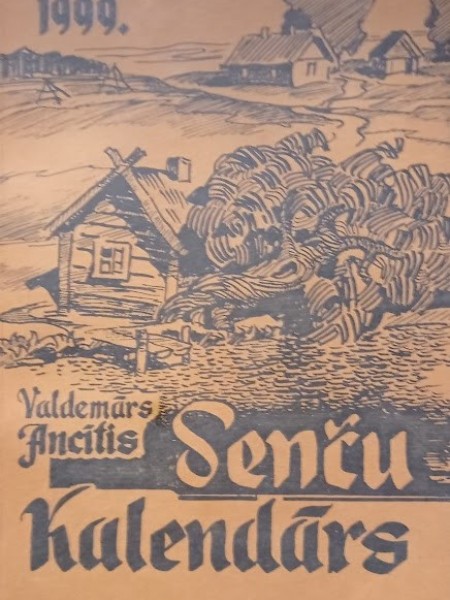 1999.
Valdemārs
Ancītis
Senču
Kalendārs